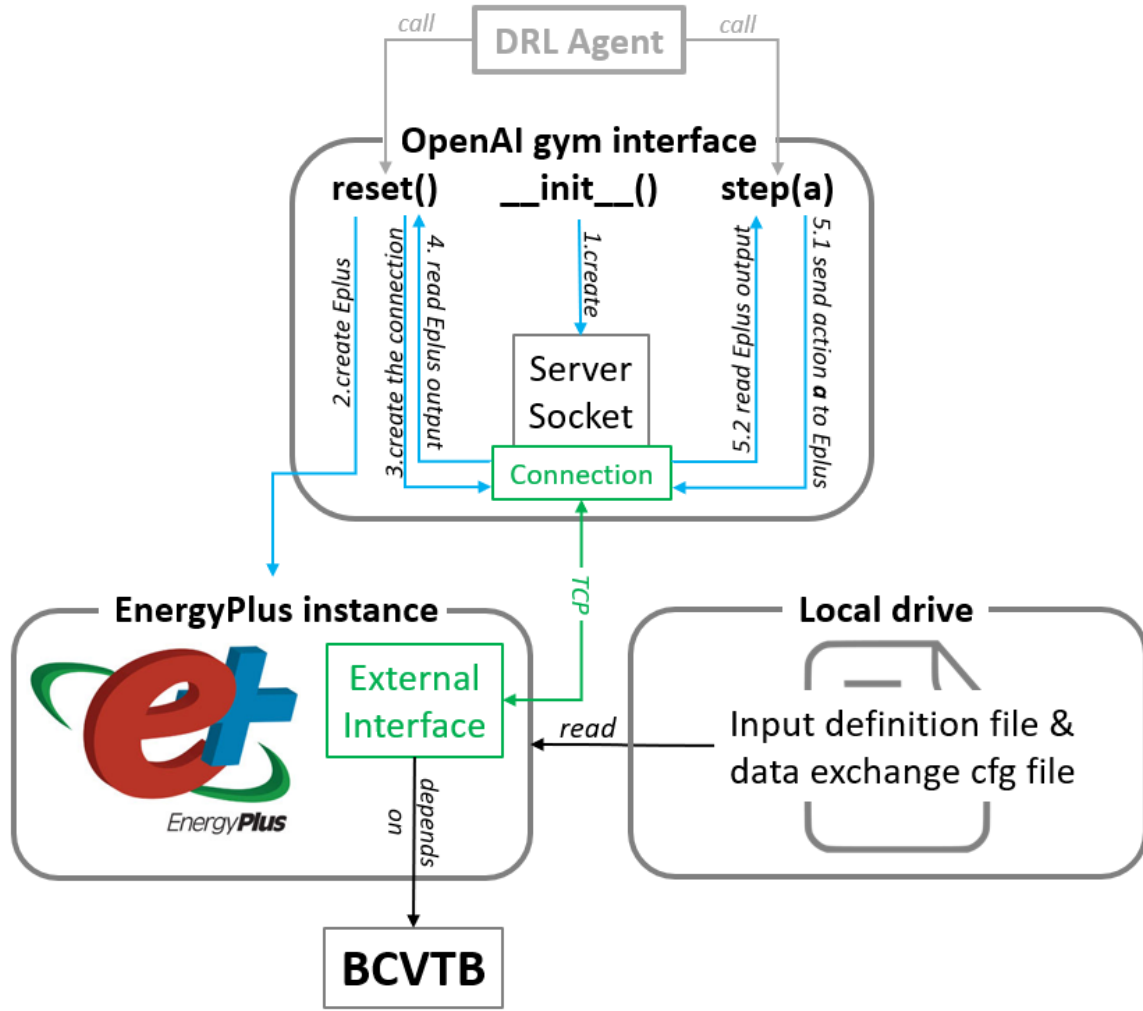 call
DRL Agent
call
OpenAI gym interface
reset()
__init__()
step(a)
2.create Eplus
3.create the connection
4. read Eplus output
1.create
5.2 read Eplus output
5.1 send action a to Eplus
Server
Socket
Connection
TCP
EnergyPlus instance
Local drive
e+
EnergyPlus
External
Interface
read
Input definition file &
data exchange cfg file
depends
on
BCVTB